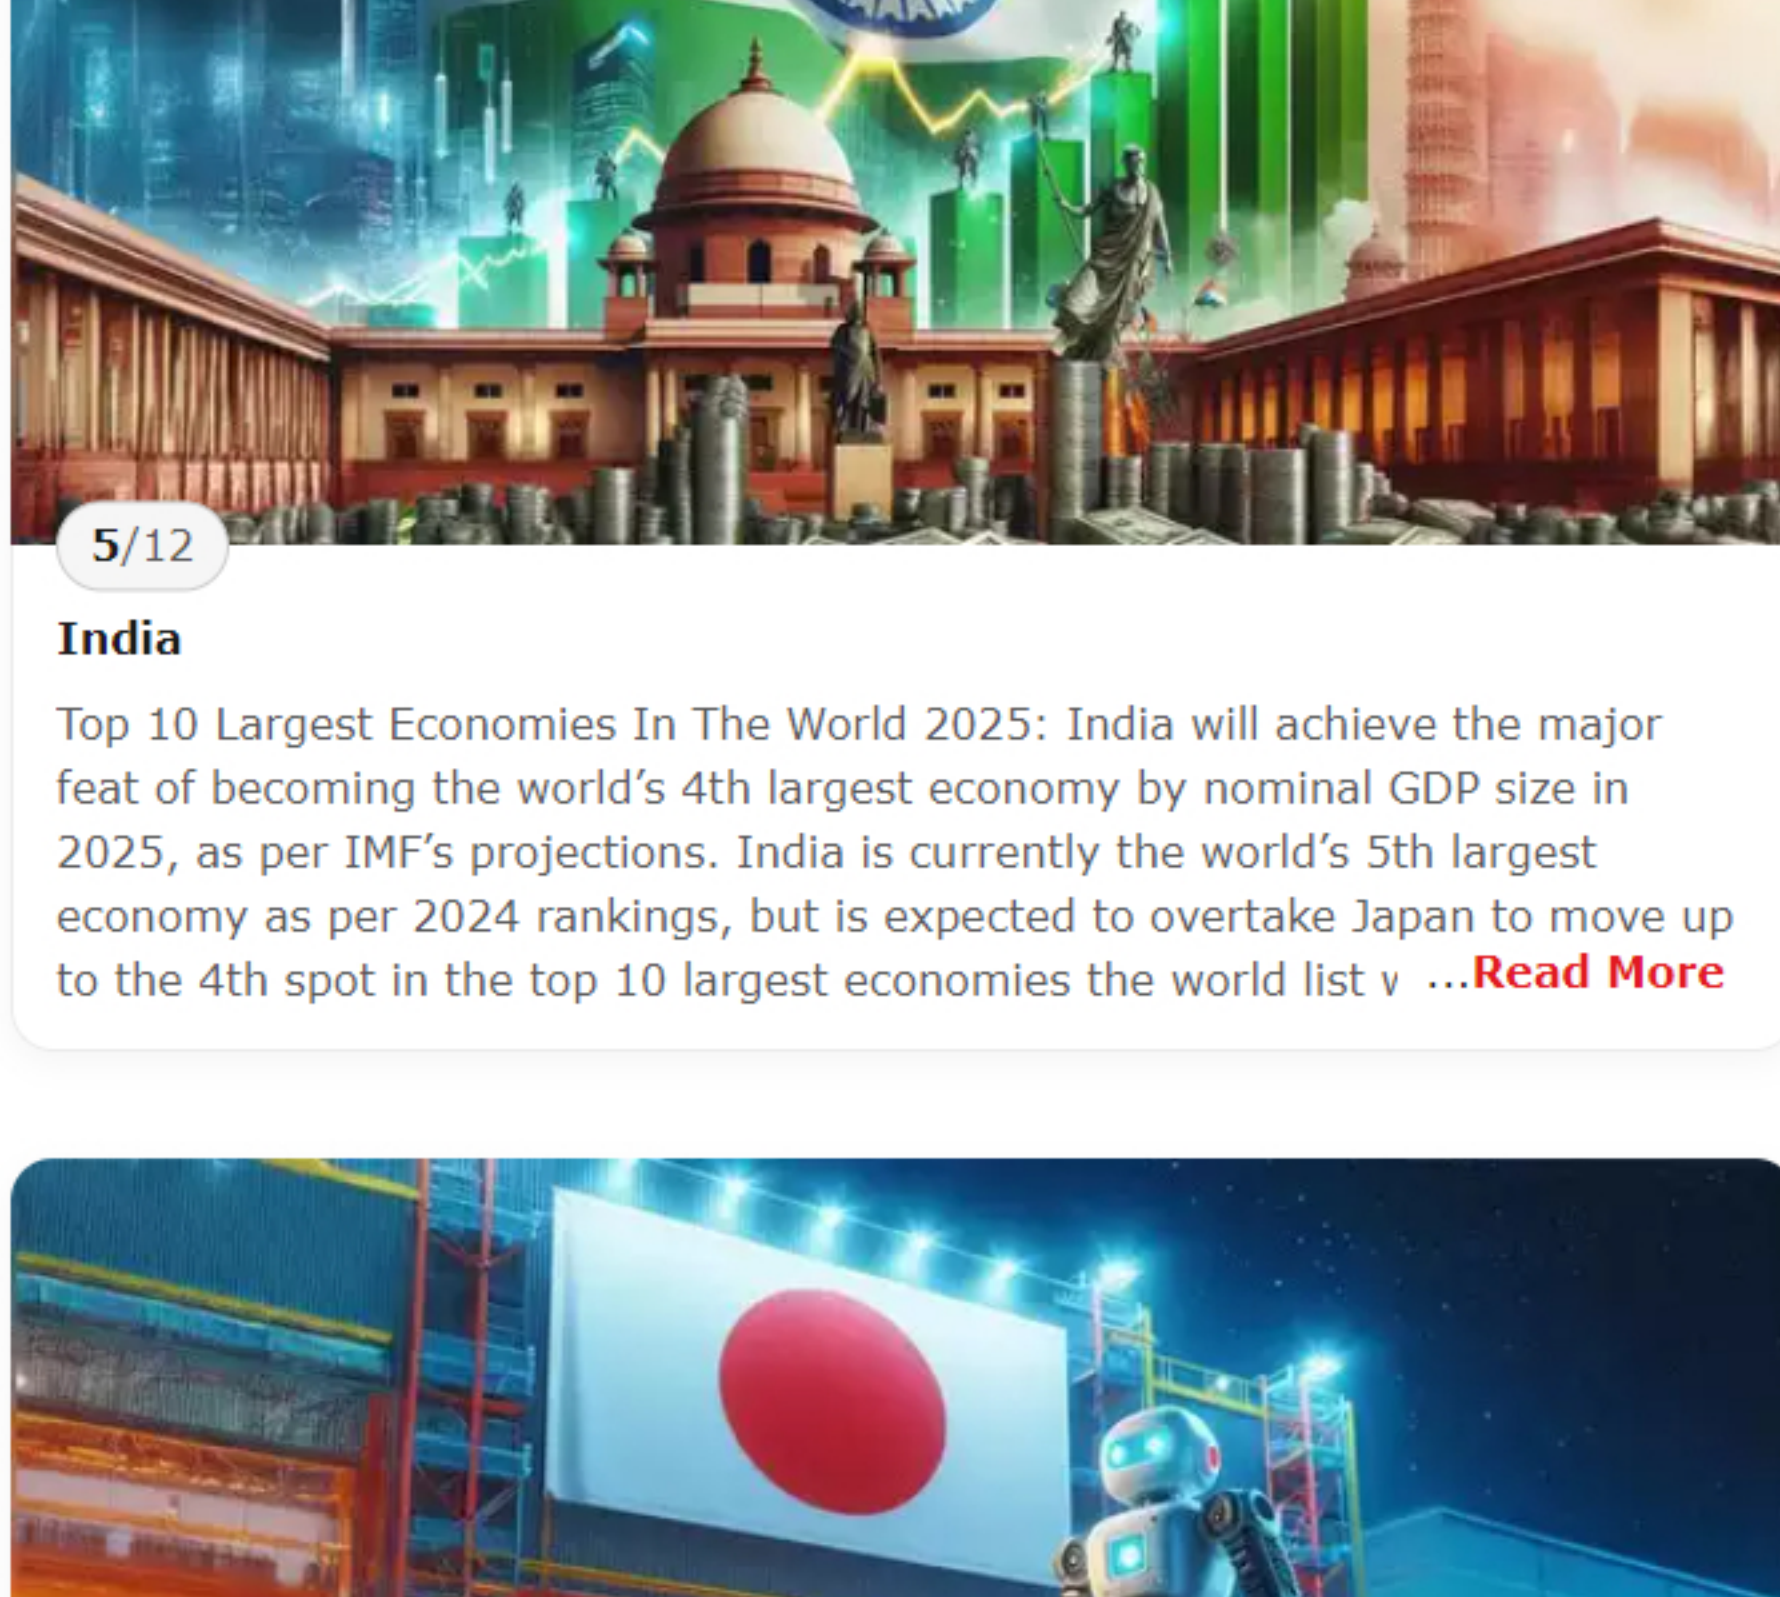 5/12
India
Top 10 Largest Economies In The World 2025: India will achieve the major
feat of becoming the world’s 4th largest economy by nominal GDP size in
2025, as per IMF’s projections. India is currently the world’s 5th largest
economy as per 2024 rankings, but is expected to overtake Japan to move up
to the 4th spot in the top 10 largest economies the world list ...Read More